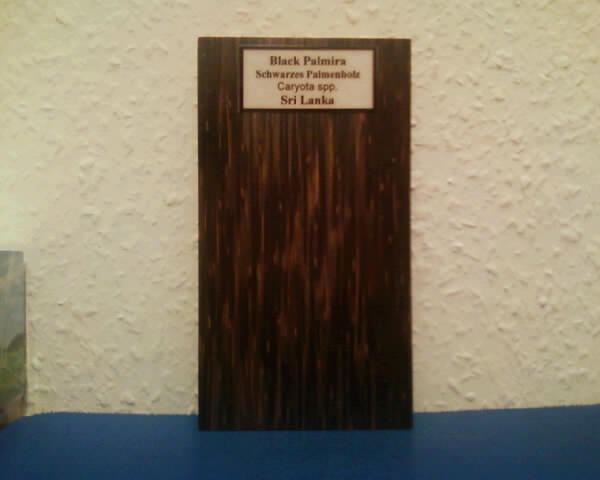 Black Palmira
Schwarzes Palmenholz
Caryota spp.
Sri Lanka